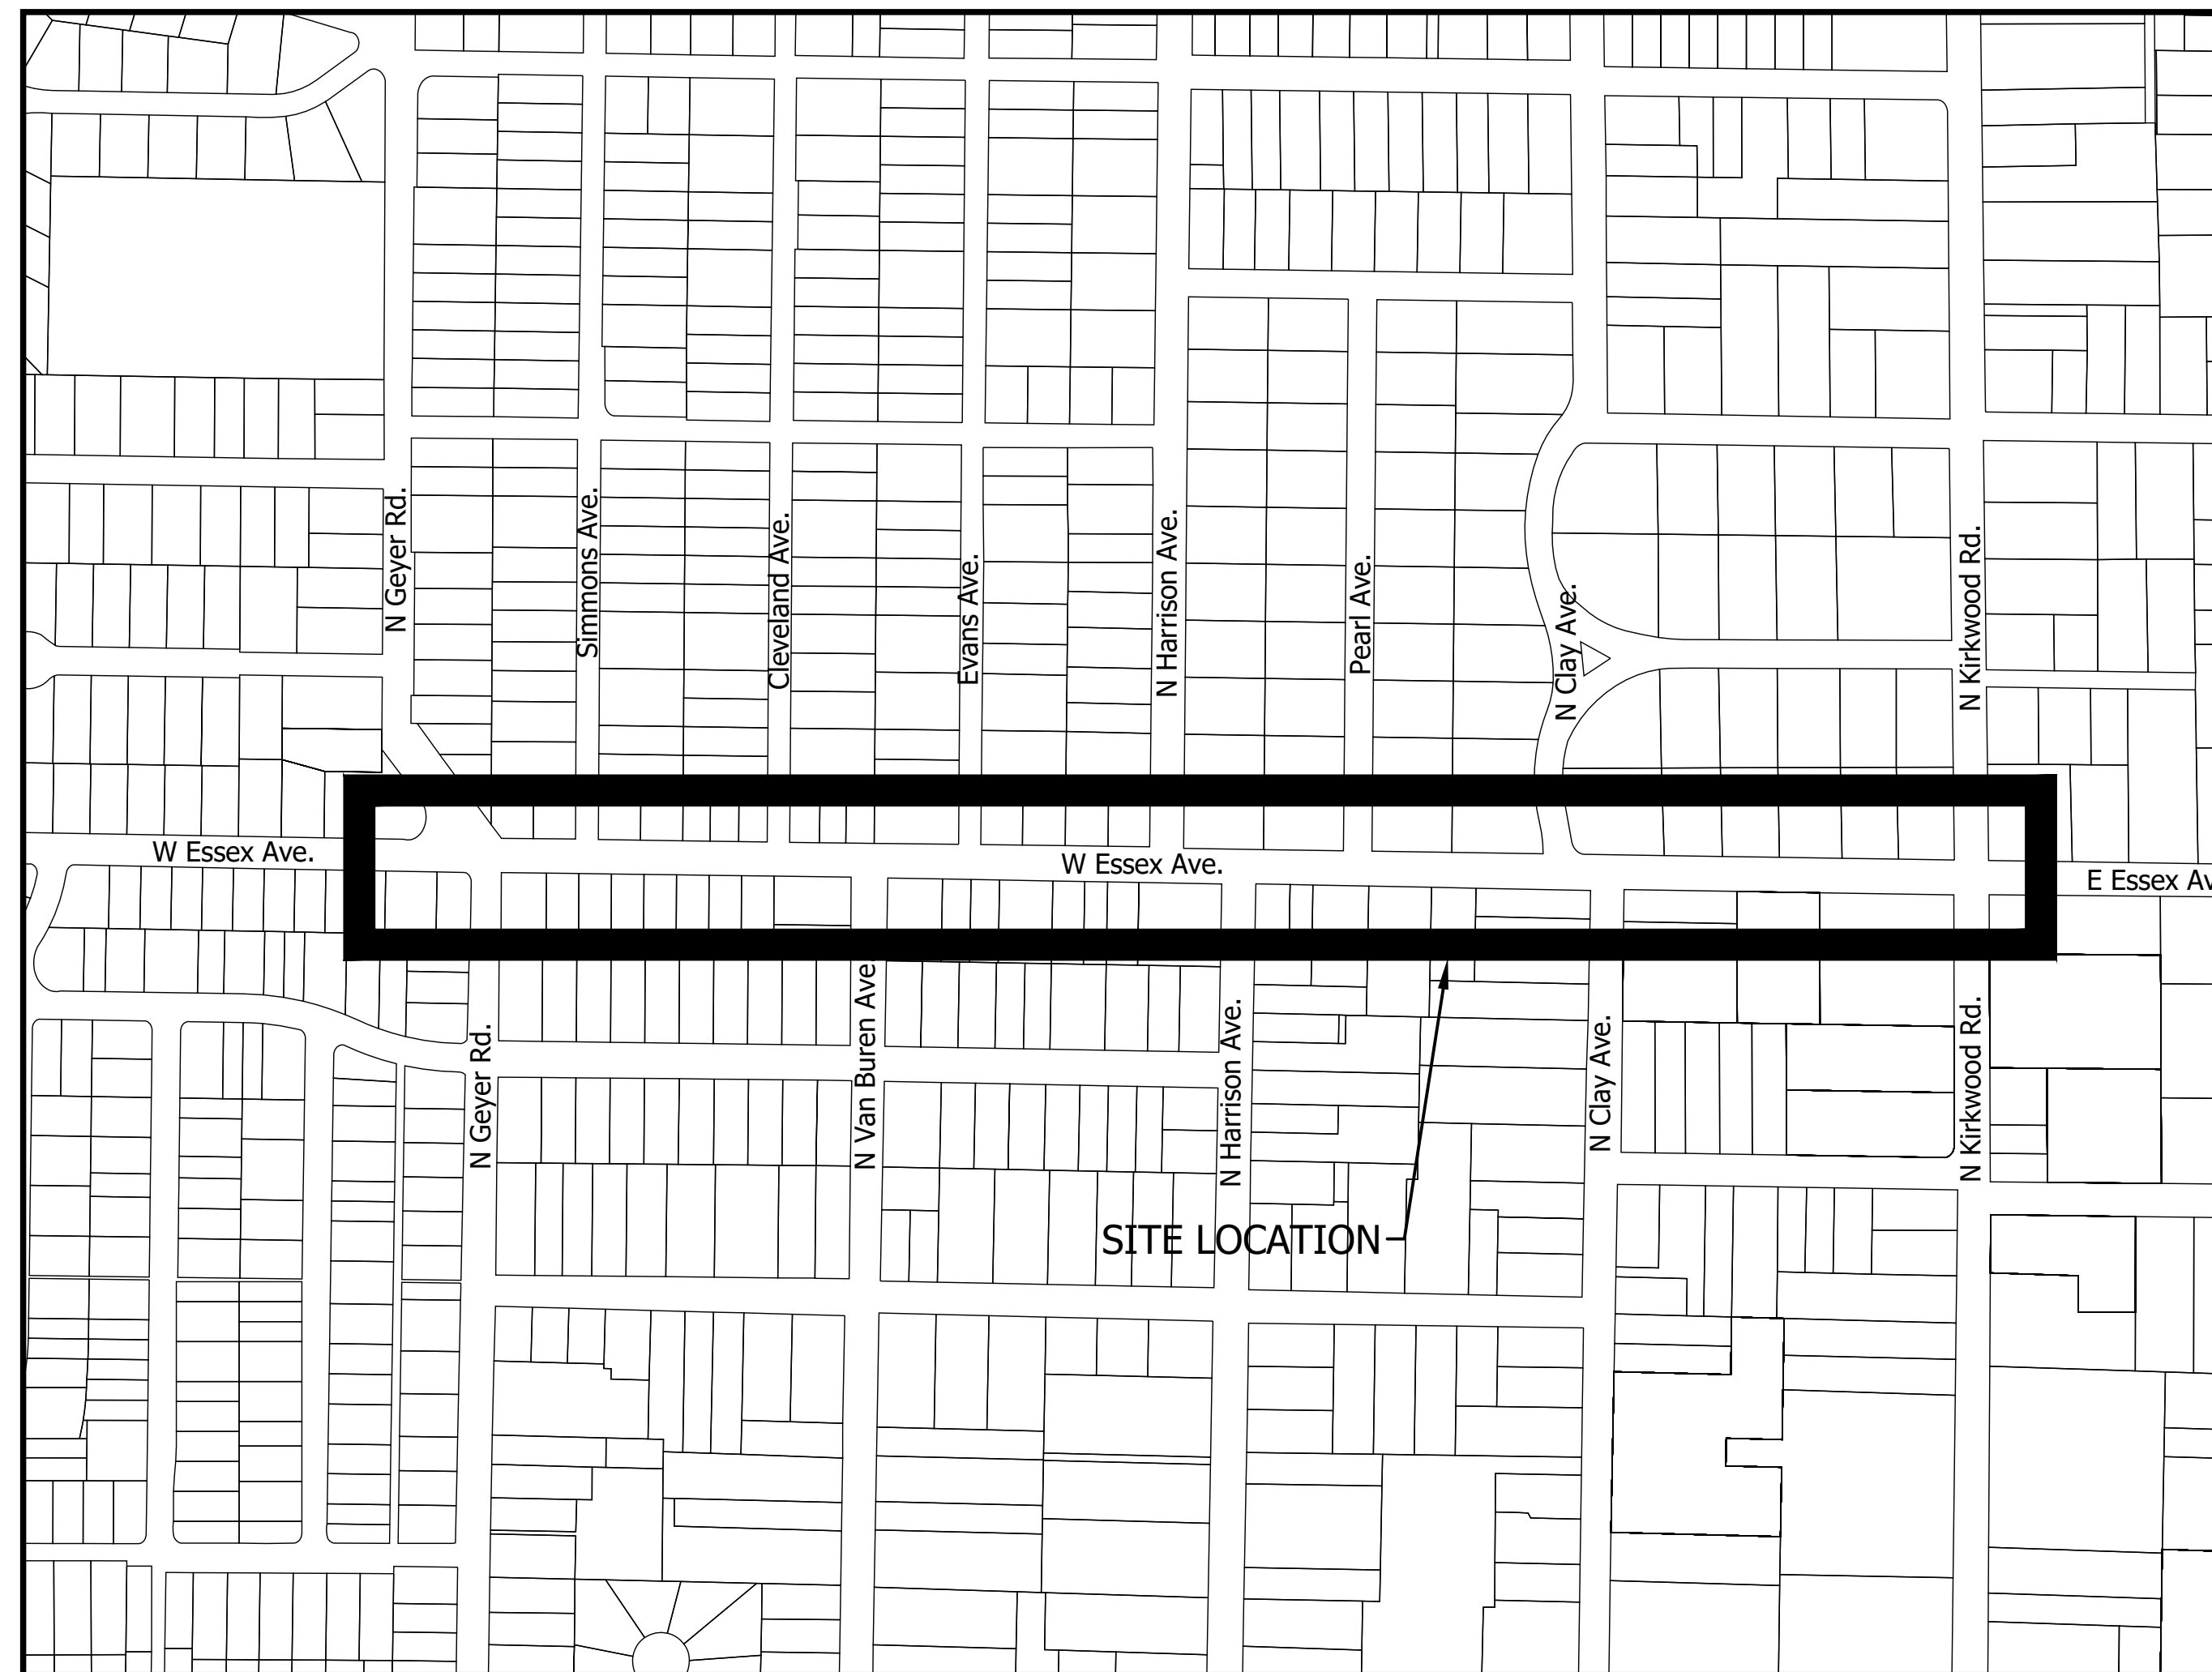 N Geyer Rd.
Simmons Ave.
Cleveland Ave.
Evans Ave.
N Harrison Ave.
Pearl Ave.
N Clay Ave.
N Kirkwood Rd.
W Essex Ave.
W Essex Ave.
E Essex Av
N Geyer Rd.
N Van Buren Ave.
N Harrison Ave.
N Clay Ave.
N Kirkwood Rd.
SITE LOCATION